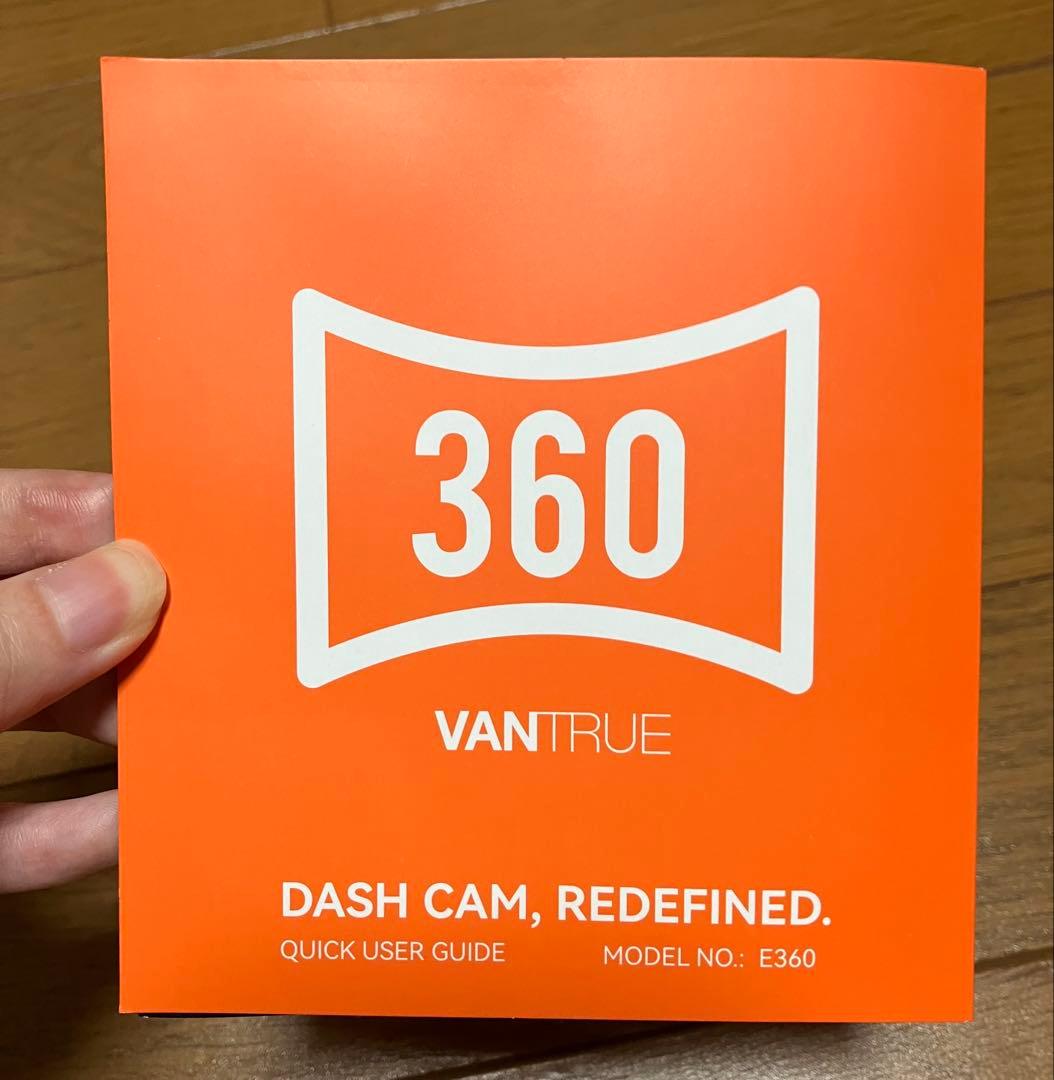 360
VANTRUE
DASH CAM, REDEFINED.
QUICK USER GUIDE MODEL NO.: E360